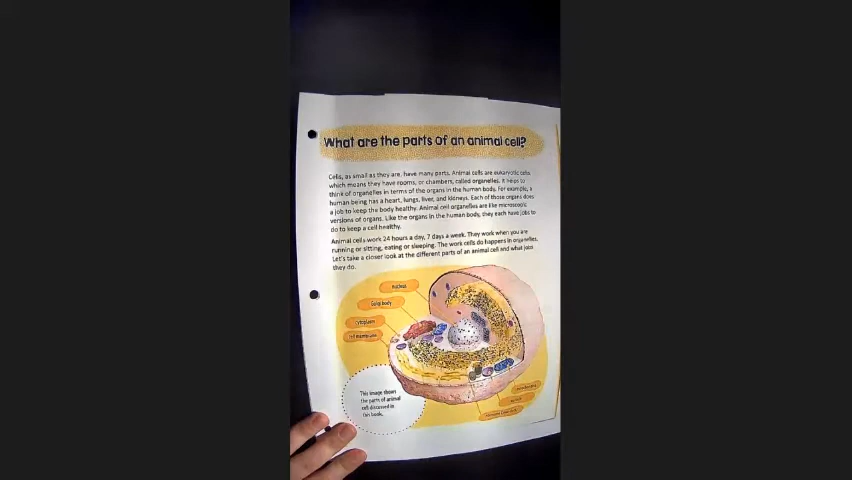 What are the parts of an animal cell?
Cells, as small as they are, have many parts. Animal cells are eukaryotic cells,
which means they have rooms, or chambers, called organelles. It helps to
think of organelles in terms of the organs in the human body. For example, a
human being has a heart, lungs, liver, and kidneys. Each of those organs does
a job to keep the body healthy. Animal cell organelles are like microscopic
versions of organs. Like the organs in the human body, they each have jobs to
do to keep a cell healthy.
Animal cells work 24 hours a day, 7 days a week. They work when you are
running or sitting, eating or sleeping. The work cells do happens in organelles.
Let's take a closer look at the different parts of an animal cell and what jobs
they do.
Nucleus
Golgi body
Cytoplasm
Cell membrane
This image shows
the parts of animal
cell discussed in
this book.